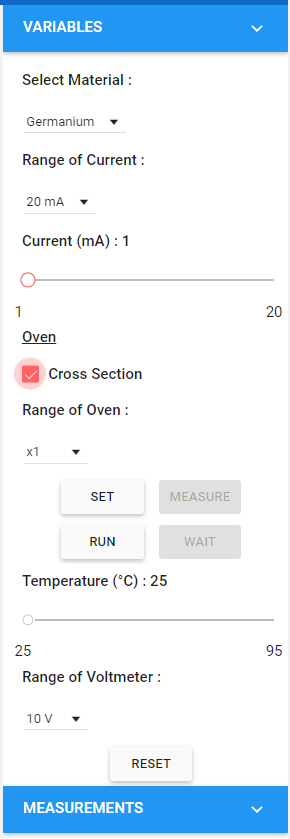 VARIABLES
Select Material :
Germanium
Range of Current :
20 mA
Current (mA) : 1
1 20
Oven
Cross Section
Range of Oven :
x1
SET MEASURE
RUN WAIT
Temperature (°C) : 25
25 95
Range of Voltmeter :
10 V
RESET
MEASUREMENTS